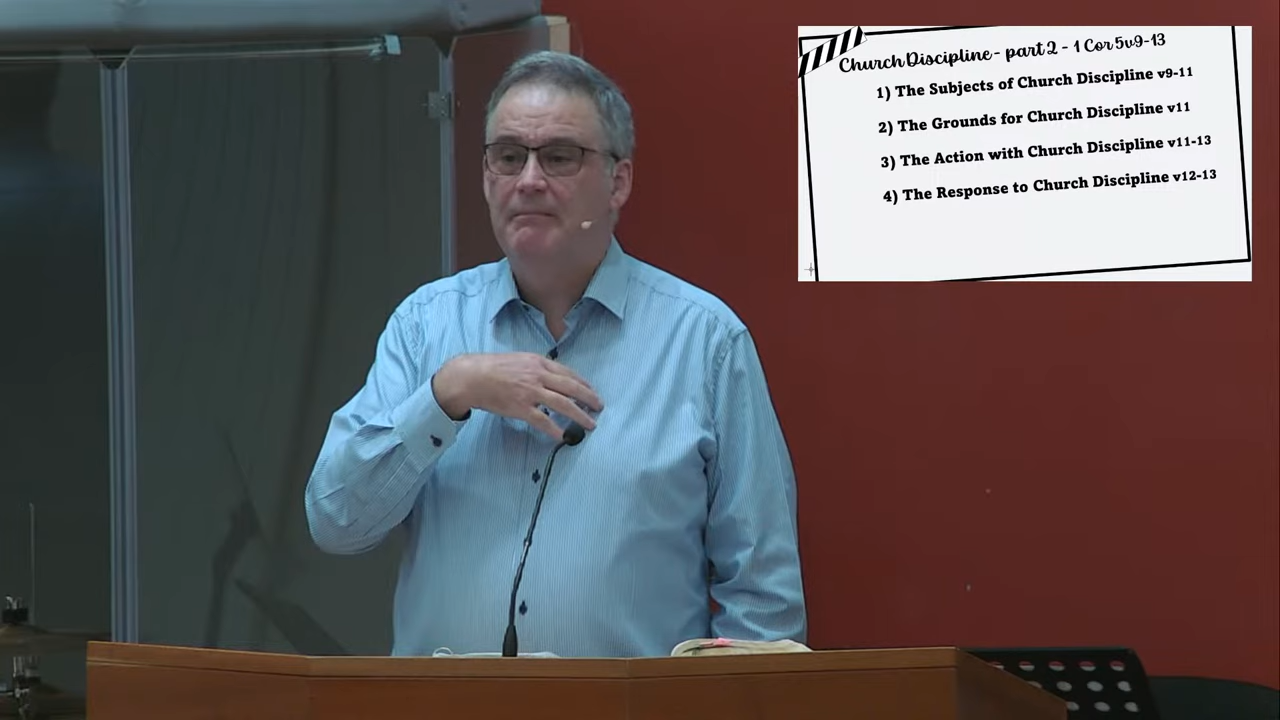 Church Discipline - part 2 - 1 Cor 5v9-13
1) The Subjects of Church Discipline v9-11
2) The Grounds for Church Discipline v11
3) The Action with Church Discipline v11-13
4) The Response to Church Discipline v12-13